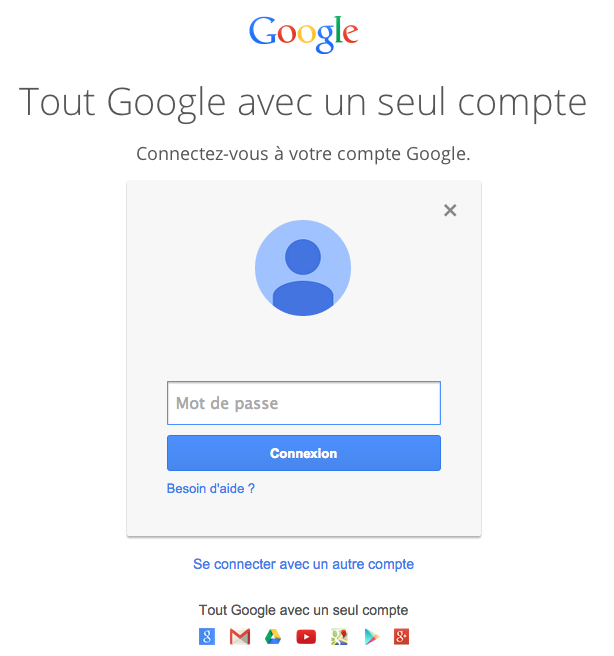 Google
Tout Google avec un seul compte
Connectez-vous à votre compte Google.
Mot de passe
Connexion
Besoin d'aide ?
Se connecter avec un autre compte
Tout Google avec un seul compte